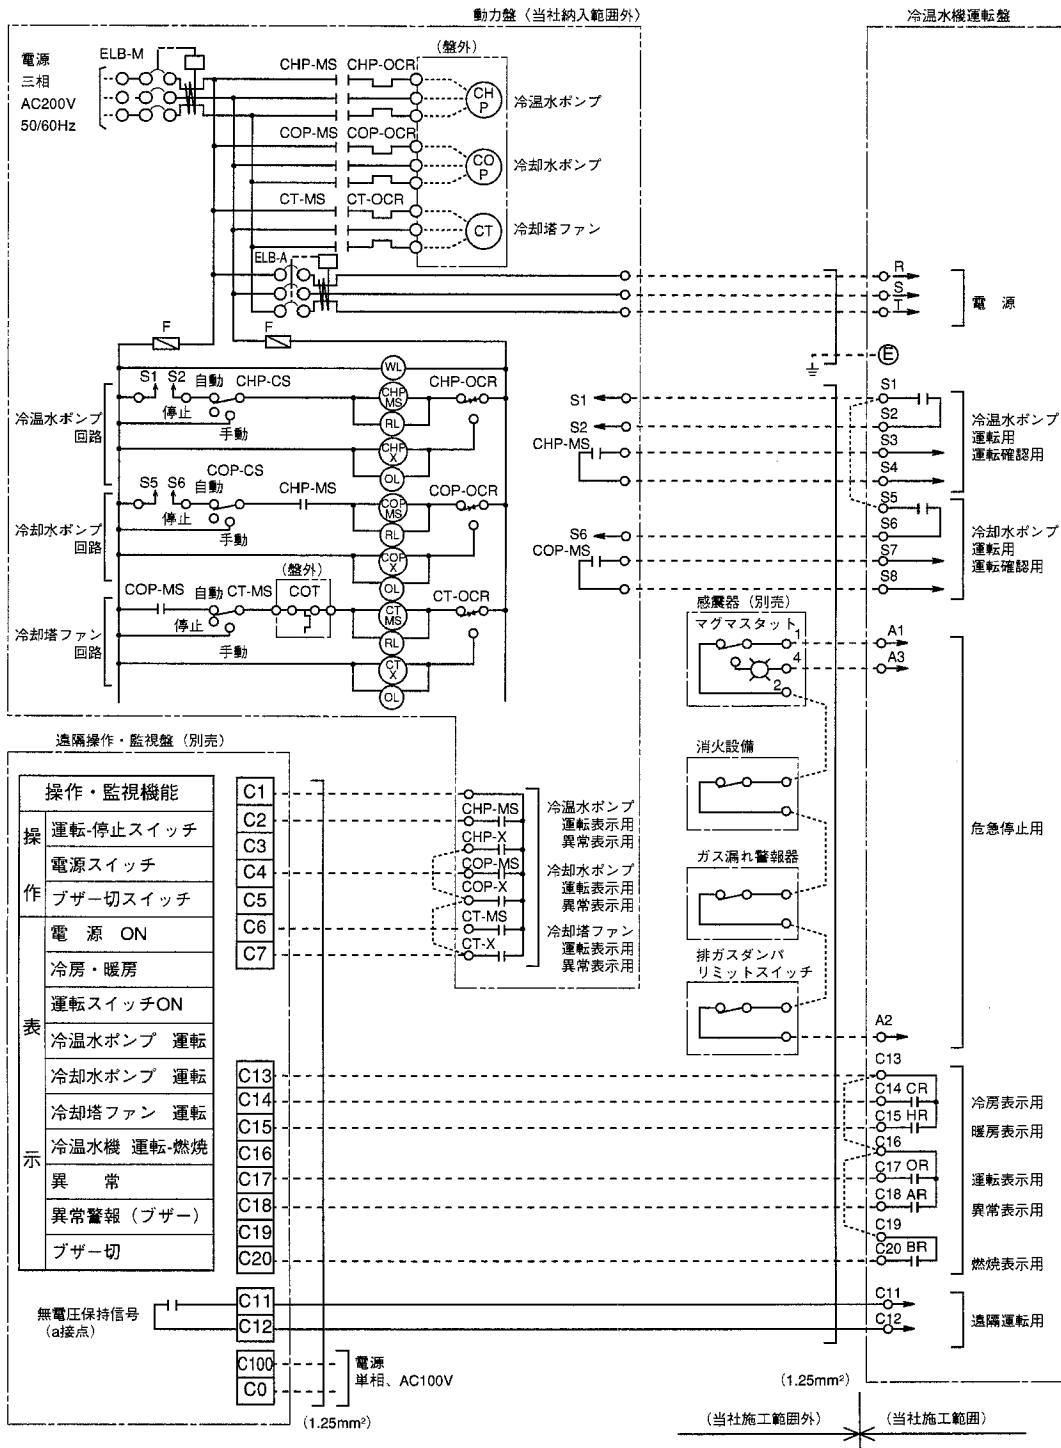 動力盤（当社納入範囲外）
冷温水機運転盤
電源
三相
AC200V
50/60Hz
ELB-M
（盤外）
CHP-MS CHP-OCR
CH
P
冷温水ポンプ
COP-MS COP-OCR
CO
P
冷却水ポンプ
CT-MS CT-OCR
CT
冷却塔ファン
ELB-A
R
S
T
電 源
F
F
E
WL
冷温水ポンプ
回路
S1 S2 自動 CHP-CS
停止
手動
CHP
MS
RL
CHP
X
OL
CHP-OCR
S1
S2
CHP-MS
S1
S2
S3
S4
冷温水ポンプ
運転用
運転確認用
冷却水ポンプ
回路
S5 S6 自動
COP-CS
停止
手動
CHP-MS
COP
MS
RL
COP
X
OL
COP-OCR
S6
COP-MS
S5
S6
S7
S8
冷却水ポンプ
運転用
運転確認用
冷却塔ファン
回路
COP-MS 自動 CT-MS
停止
手動
（盤外）
COT
CT
MS
RL
CT
X
OL
CT-OCR
感震器（別売）
マグマスタット
1
4
2
A1
A3
消火設備
ガス漏れ警報器
排ガスダンパ
リミットスイッチ
A2
危急停止用
遠隔操作・監視盤（別売）
操作・監視機能
操作
運転-停止スイッチ
電源スイッチ
ブザー切スイッチ
表示
電 源 ON
冷房・暖房
運転スイッチON
冷温水ポンプ 運転
冷却水ポンプ 運転
冷却塔ファン 運転
冷温水機 運転-燃焼
異 常
異常警報（ブザー）
ブザー切
C1
C2
C3
C4
C5
C6
C7
CHP-MS
CHP-X
COP-MS
COP-X
CT-MS
CT-X
冷温水ポンプ
運転表示用
異常表示用
冷却水ポンプ
運転表示用
異常表示用
冷却塔ファン
運転表示用
異常表示用
C13
C14
C15
C16
C17
C18
C19
C20
C13
C14 CR
C15 HR
C16
C17 OR
C18 AR
C19
C20 BR
冷房表示用
暖房表示用
運転表示用
異常表示用
燃焼表示用
無電圧保持信号
（a接点）
C11
C12
C11
C12
遠隔運転用
C100
C0
電源
単相、AC100V
（1.25mm²）
（1.25mm²）
（当社施工範囲外）
（当社施工範囲）